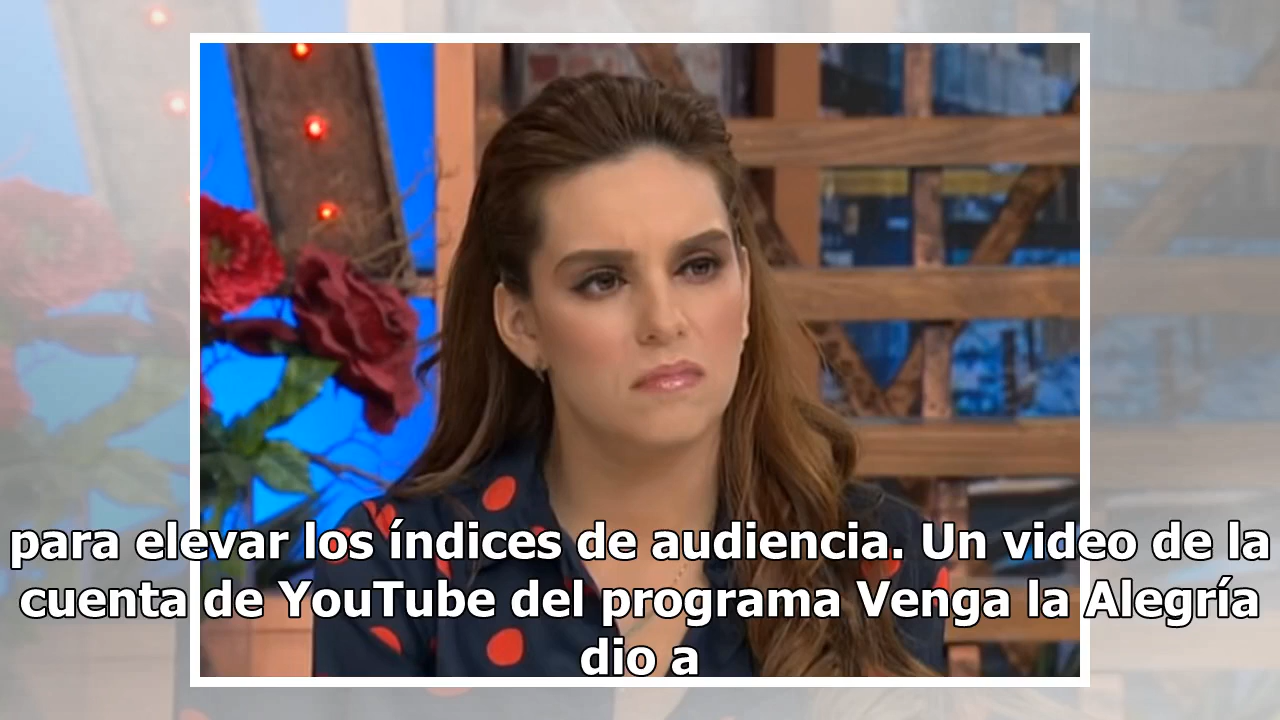 para elevar los índices de audiencia. Un video de la
cuenta de YouTube del programa Venga la Alegría
dio a